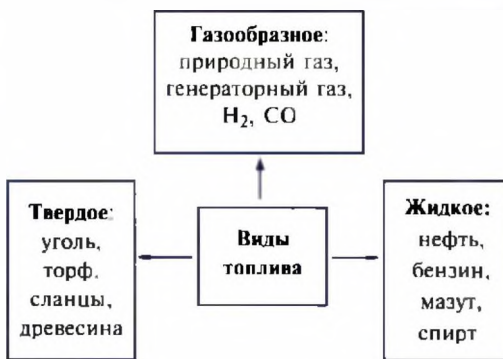 Газообразное:
природный газ,
генераторный газ,
H₂, CO
Твердое:
уголь,
торф,
сланцы,
древесина
Виды
топлива
Жидкое:
нефть,
бензин,
мазут,
спирт